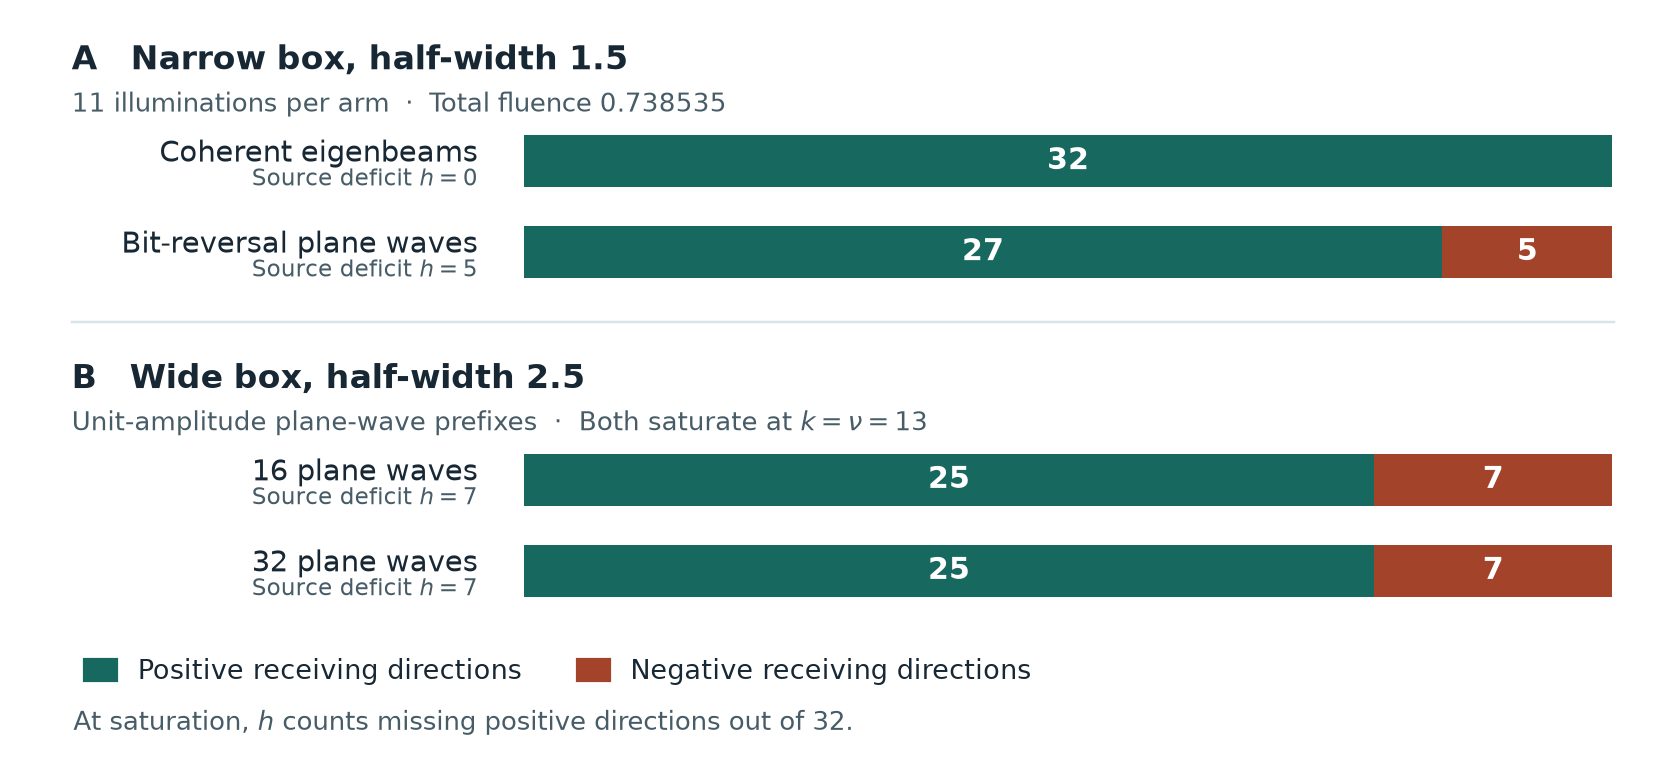 A Narrow box, half-width 1.5
11 illuminations per arm · Total fluence 0.738535
Coherent eigenbeams
Source deficit h = 0
32
Bit-reversal plane waves
Source deficit h = 5
27
5
B Wide box, half-width 2.5
Unit-amplitude plane-wave prefixes · Both saturate at k = ν = 13
16 plane waves
Source deficit h = 7
25
7
32 plane waves
Source deficit h = 7
25
7
Positive receiving directions
Negative receiving directions
At saturation, h counts missing positive directions out of 32.